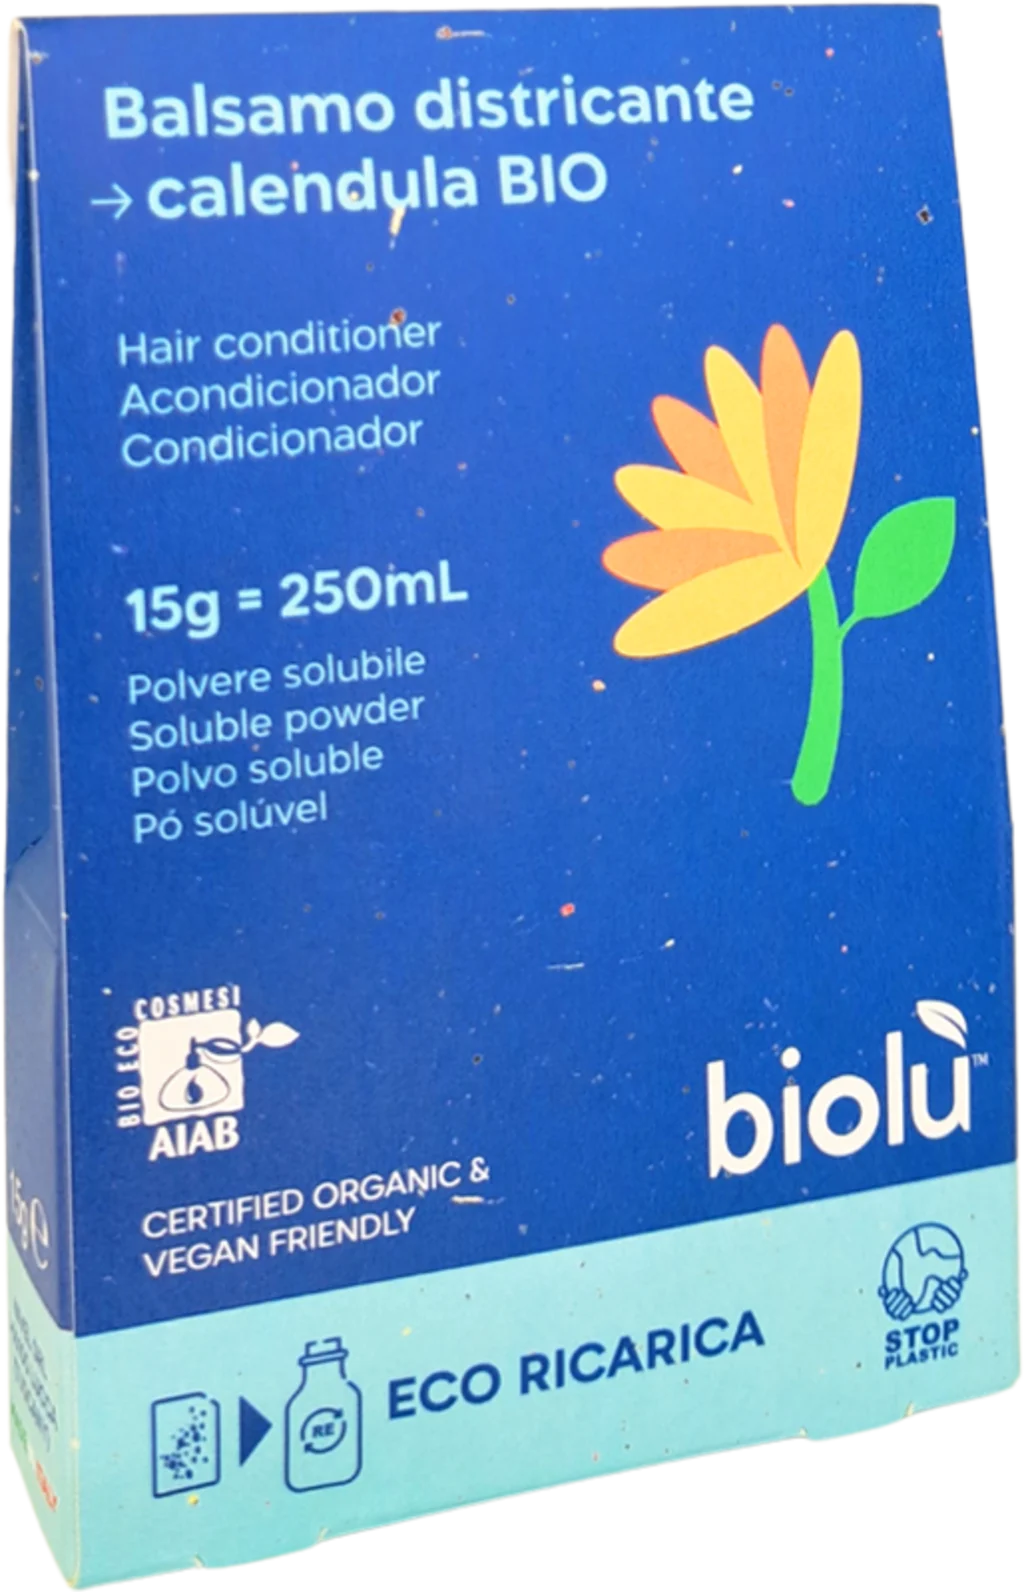 Balsamo districante
→ calendula BIO
Hair conditioner
Acondicionador
Condicionador
15g = 250mL
Polvere solubile
Soluble powder
Polvo soluble
Pó solúvel
COSMESI
BIO ECO
AIAB
CERTIFIED ORGANIC &
VEGAN FRIENDLY
biolù™
15g e
ECO RICARICA
RE
STOP
PLASTIC